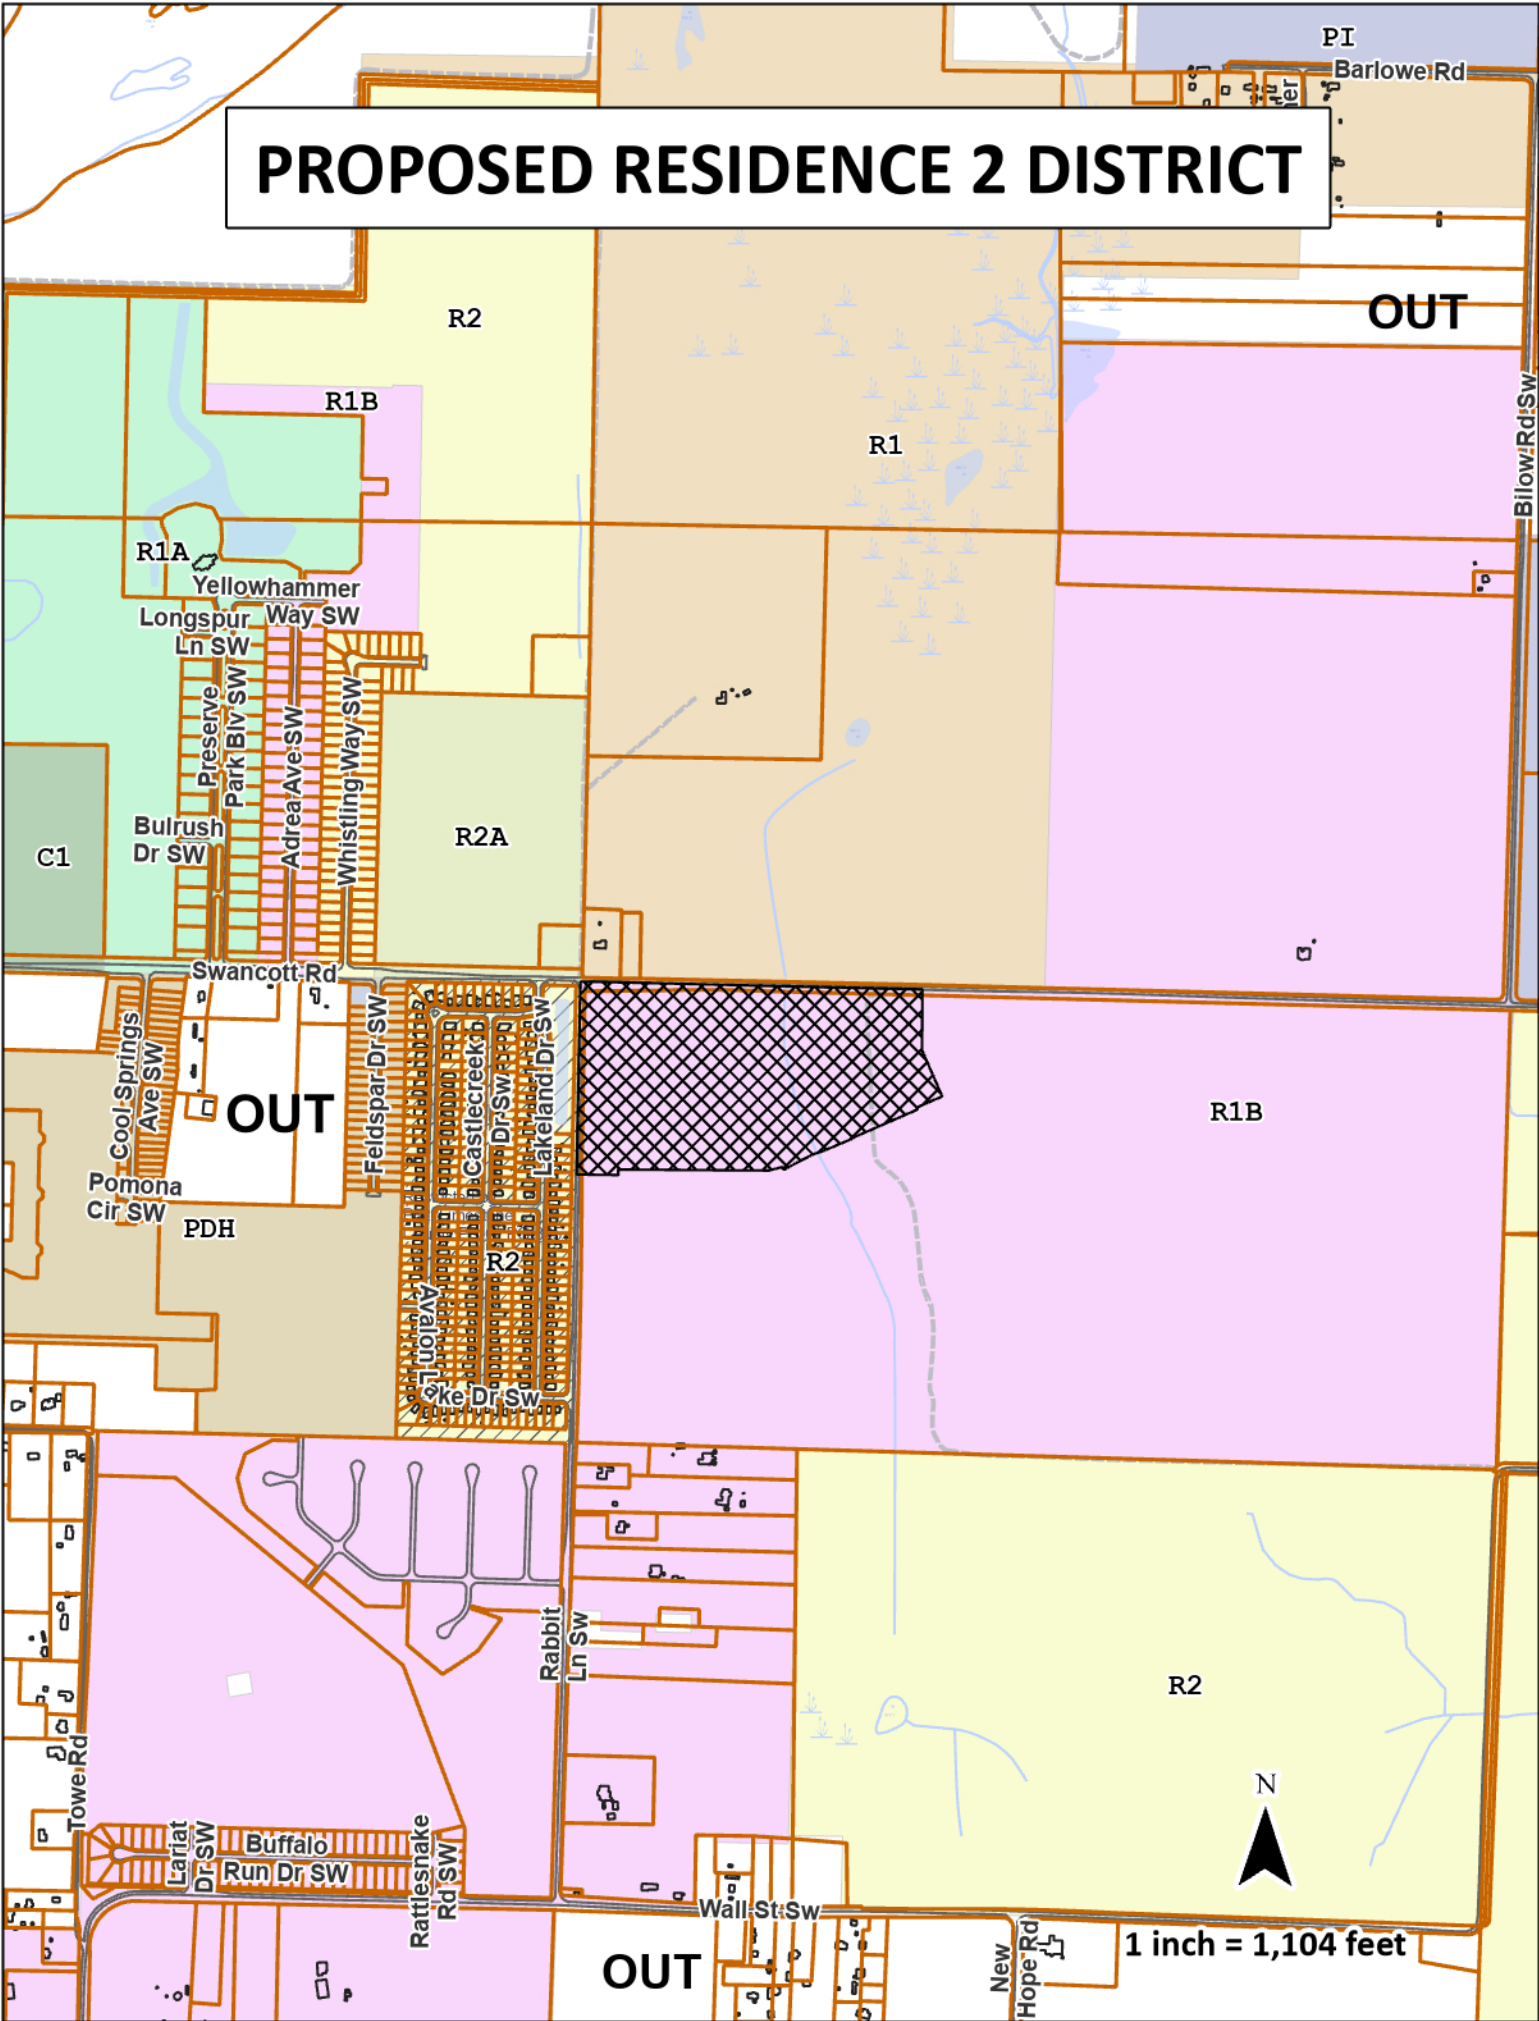 PI
Barlowe Rd
ner
PROPOSED RESIDENCE 2 DISTRICT
OUT
R2
R1B
R1
Bilow Rd Sw
R1A
Yellowhammer
Way SW
Longspur
Ln SW
Preserve
Park Blv SW
Adrea Ave SW
Whistling Way SW
Bulrush
Dr SW
C1
R2A
Swancott Rd
Cool Springs
Ave SW
OUT
Feldspar Dr SW
Castlecreek
Dr Sw
Lakeland Dr Sw
R1B
Pomona
Cir SW
PDH
R2
Avalon Lake Dr Sw
Rabbit
Ln Sw
R2
Towe Rd
Lariat
Dr SW
Buffalo
Run Dr SW
Rattlesnake
Rd SW
N
Wall St Sw
OUT
New
Hope Rd
1 inch = 1,104 feet